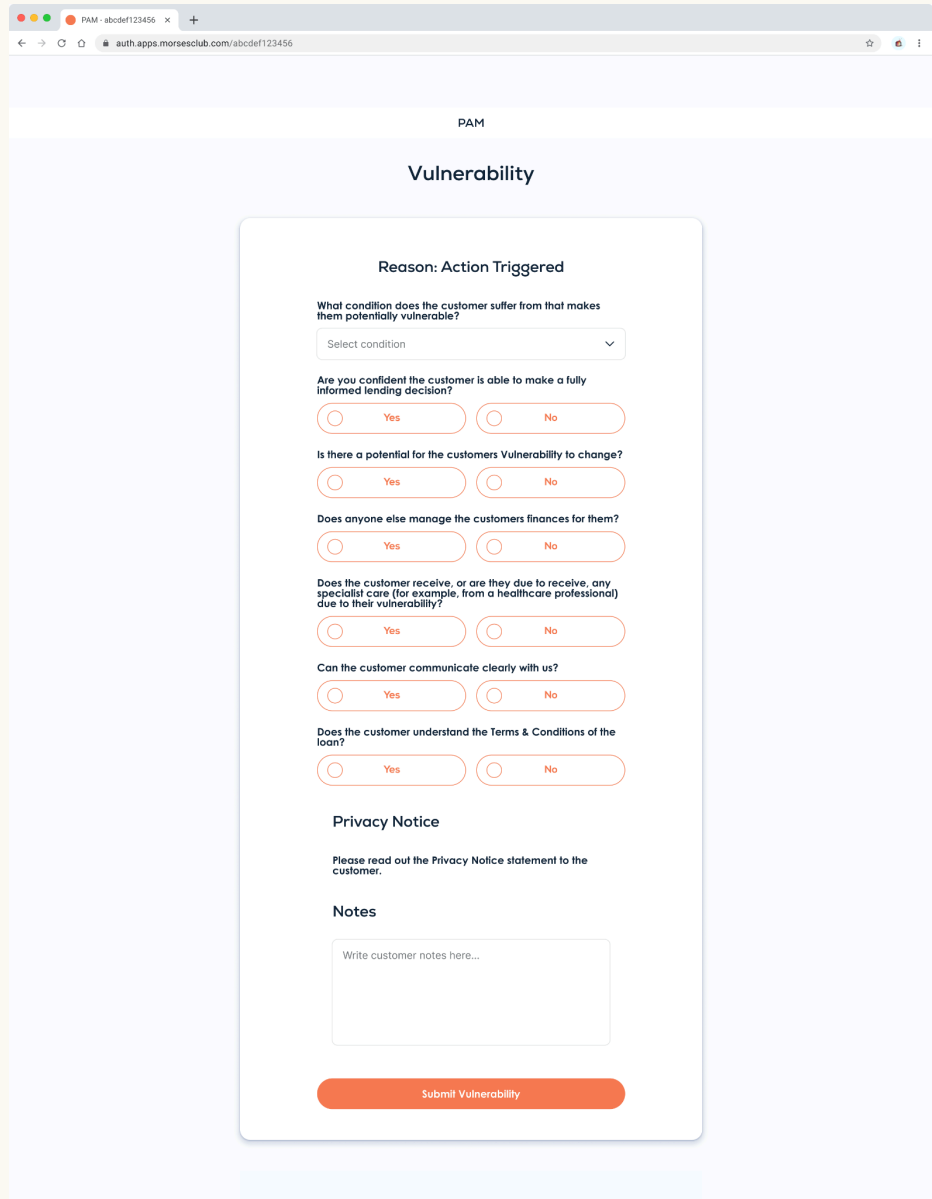 PAM - abcdef123456
auth.apps.morsesclub.com/abcdef123456
PAM
Vulnerability
Reason: Action Triggered
What condition does the customer suffer from that makes
them potentially vulnerable?
Select condition
Are you confident the customer is able to make a fully
informed lending decision?
Yes No
Is there a potential for the customers Vulnerability to change?
Yes No
Does anyone else manage the customers finances for them?
Yes No
Does the customer receive, or are they due to receive, any
specialist care (for example, from a healthcare professional)
due to their vulnerability?
Yes No
Can the customer communicate clearly with us?
Yes No
Does the customer understand the Terms & Conditions of the
loan?
Yes No
Privacy Notice
Please read out the Privacy Notice statement to the
customer.
Notes
Write customer notes here...
Submit Vulnerability